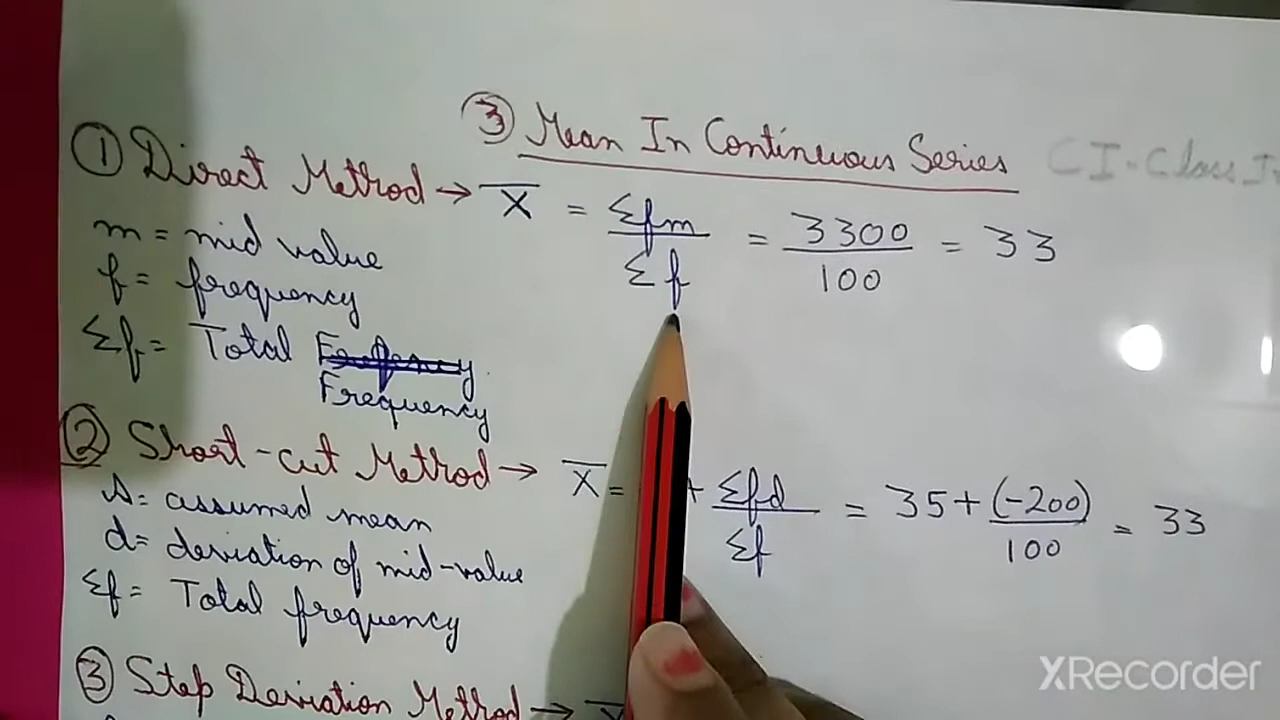 ③ Mean In Continuous Series
CI-Class In
① Direct Method → X̅ = Σfm / Σf = 3300 / 100 = 33
m = mid value
f = frequency
Σf = Total
Frequency
② Short-cut Method → X̅ = + Σfd / Σf = 35 + (-200) / 100 = 33
A = assumed mean
d = deviation of mid-value
Σf = Total frequency
③ Step Deviation Method → X̅
XRecorder